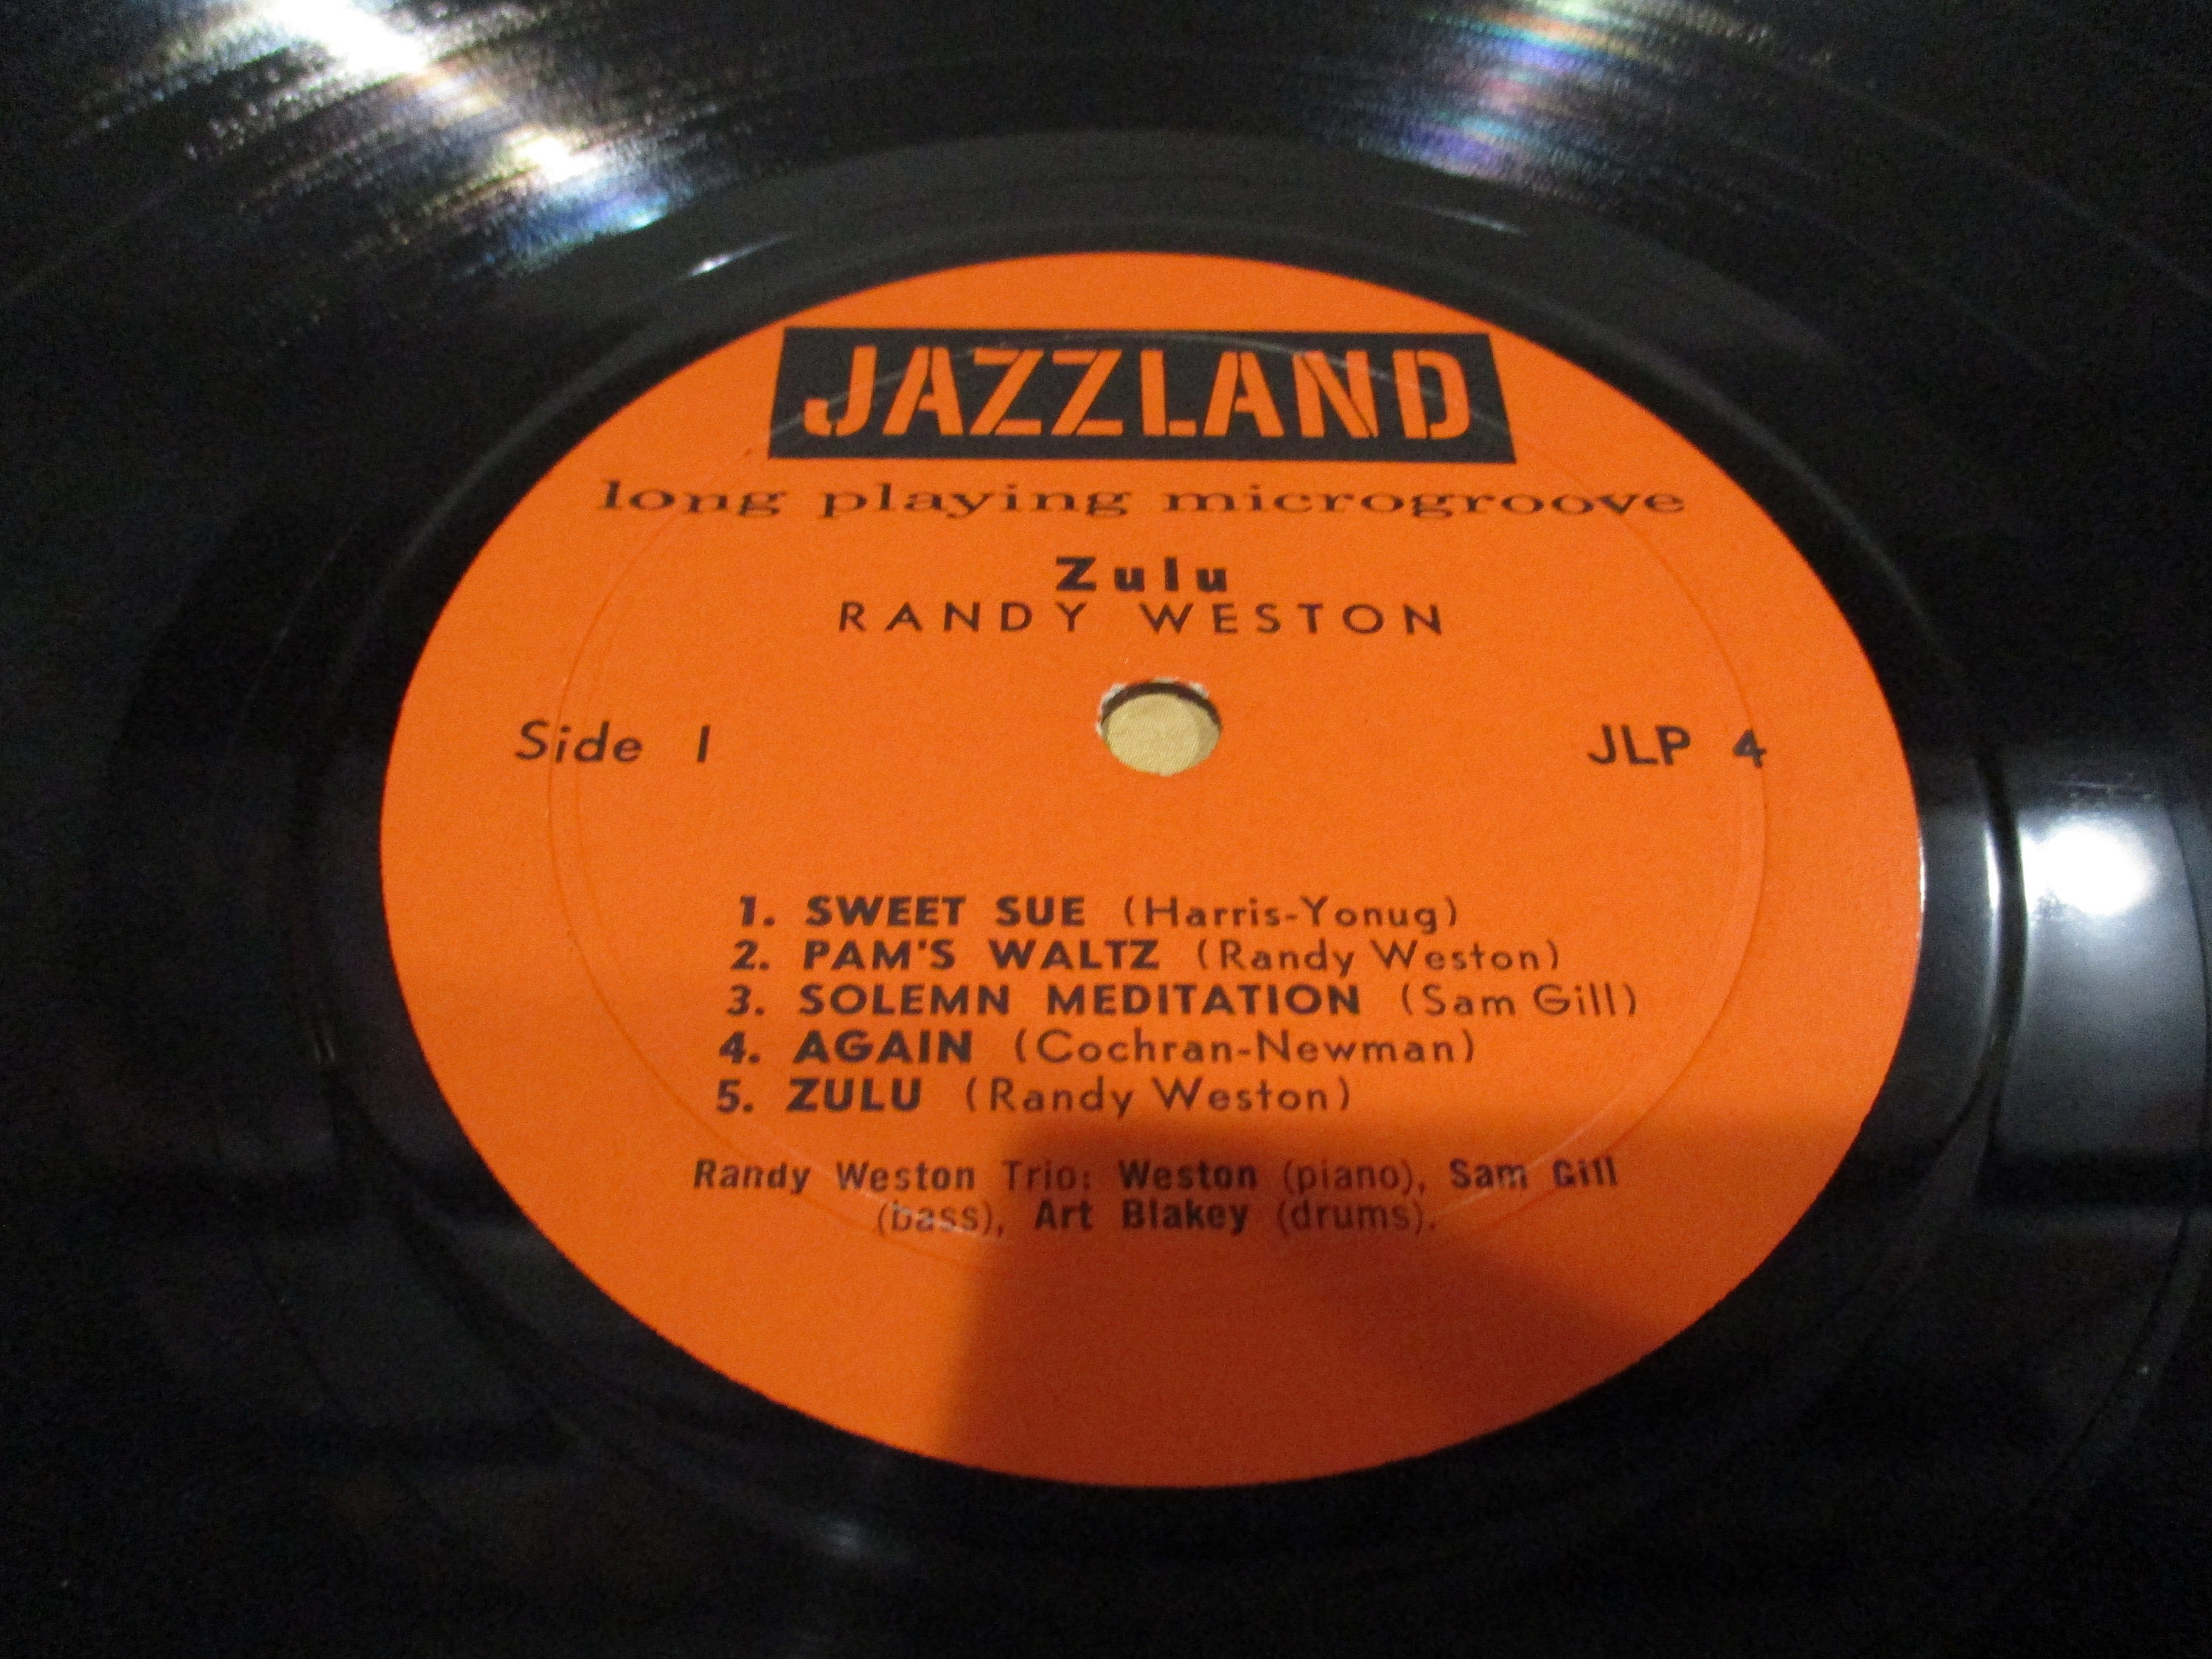 JAZZLAND
long playing microgroove
Zulu
RANDY WESTON
Side 1
JLP 4
1. SWEET SUE (Harris-Yonug)
2. PAM'S WALTZ (Randy Weston)
3. SOLEMN MEDITATION (Sam Gill)
4. AGAIN (Cochran-Newman)
5. ZULU (Randy Weston)
Randy Weston Trio: Weston (piano), Sam Gill
(bass), Art Blakey (drums).